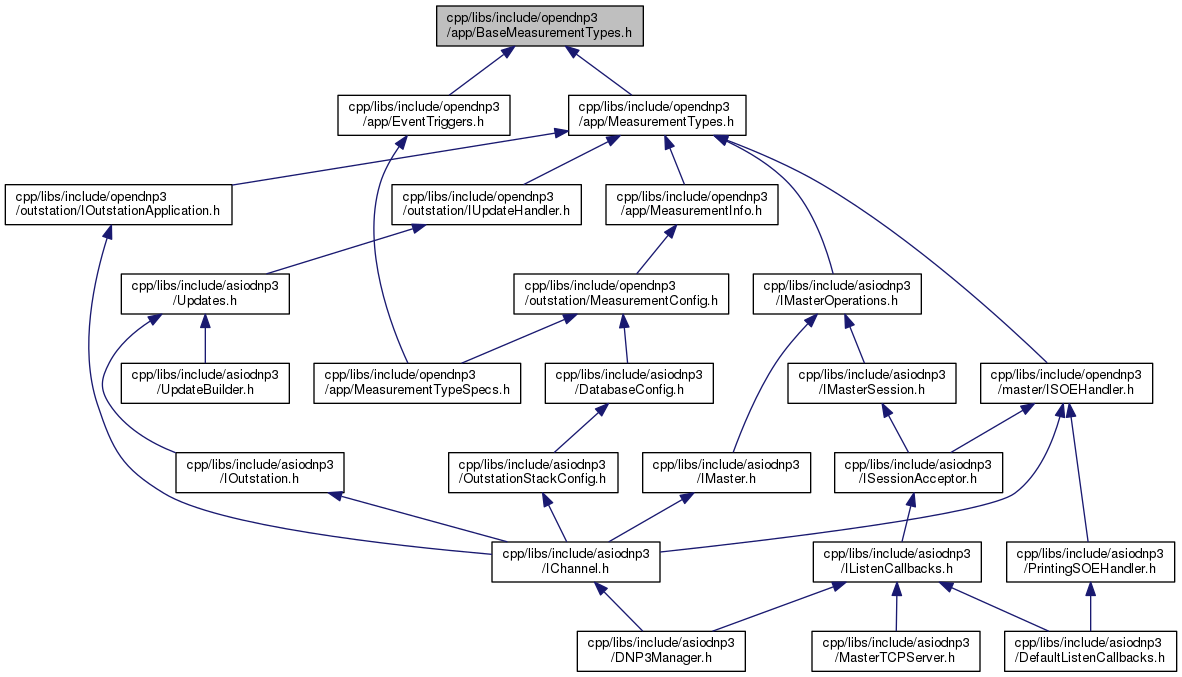 cpp/libs/include/opendnp3
/app/BaseMeasurementTypes.h
cpp/libs/include/opendnp3
/app/EventTriggers.h
cpp/libs/include/opendnp3
/app/MeasurementTypes.h
cpp/libs/include/opendnp3
/outstation/IOutstationApplication.h
cpp/libs/include/opendnp3
/outstation/IUpdateHandler.h
cpp/libs/include/opendnp3
/app/MeasurementInfo.h
cpp/libs/include/asiodnp3
/Updates.h
cpp/libs/include/opendnp3
/outstation/MeasurementConfig.h
cpp/libs/include/asiodnp3
/IMasterOperations.h
cpp/libs/include/asiodnp3
/UpdateBuilder.h
cpp/libs/include/opendnp3
/app/MeasurementTypeSpecs.h
cpp/libs/include/asiodnp3
/DatabaseConfig.h
cpp/libs/include/asiodnp3
/IMasterSession.h
cpp/libs/include/opendnp3
/master/ISOEHandler.h
cpp/libs/include/asiodnp3
/IOutstation.h
cpp/libs/include/asiodnp3
/OutstationStackConfig.h
cpp/libs/include/asiodnp3
/IMaster.h
cpp/libs/include/asiodnp3
/ISessionAcceptor.h
cpp/libs/include/asiodnp3
/IChannel.h
cpp/libs/include/asiodnp3
/IListenCallbacks.h
cpp/libs/include/asiodnp3
/PrintingSOEHandler.h
cpp/libs/include/asiodnp3
/DNP3Manager.h
cpp/libs/include/asiodnp3
/MasterTCPServer.h
cpp/libs/include/asiodnp3
/DefaultListenCallbacks.h